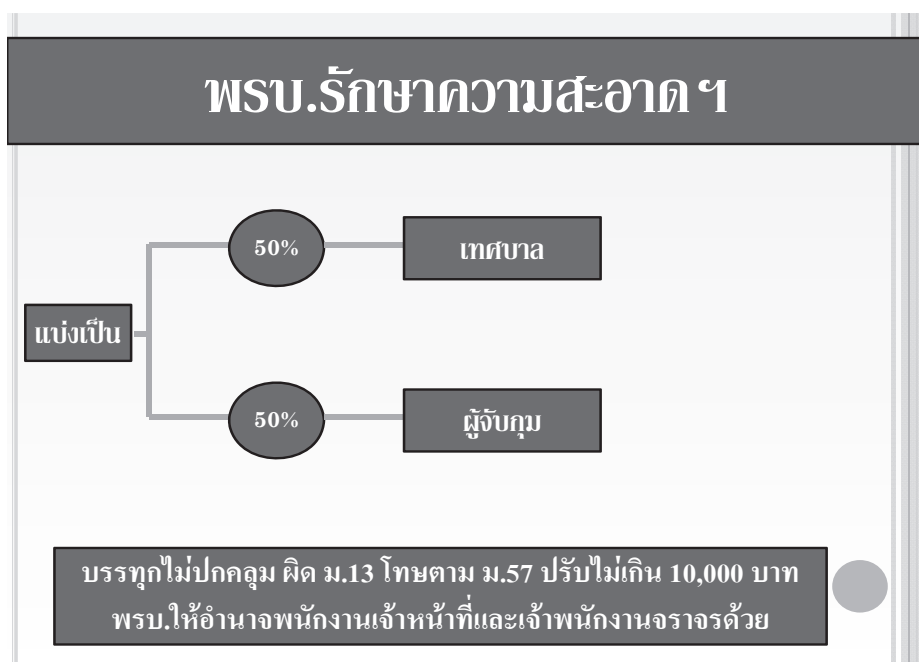 พรบ.รักษาความสะอาด ฯ
50%
เทศบาล
แบ่งเป็น
50%
ผู้จับกุม
บรรทุกไม่ปกคลุม ผิด ม.13 โทษตาม ม.57 ปรับไม่เกิน 10,000 บาท
พรบ.ให้อำนาจพนักงานเจ้าหน้าที่และเจ้าพนักงานจราจรด้วย